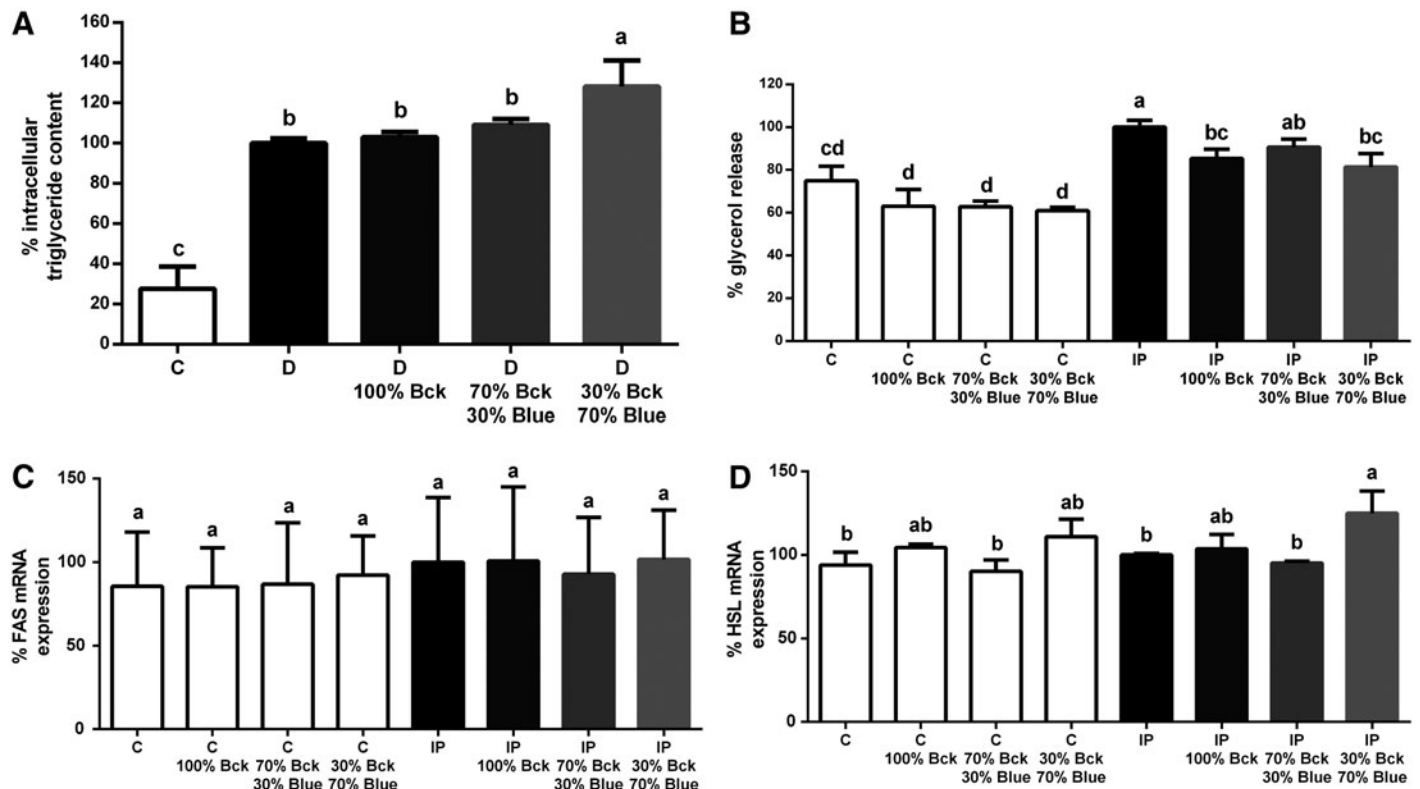 A
% intracellular
triglyceride content
160
140
120
100
80
60
40
20
0
c
b
b
b
a
C
D
D
D
D
100% Bck
70% Bck
30% Bck
30% Blue
70% Blue
B
% glycerol release
120
100
80
60
40
20
0
cd
d
d
d
a
bc
ab
bc
C
C
C
C
IP
IP
IP
IP
100% Bck
70% Bck
30% Bck
100% Bck
70% Bck
30% Bck
30% Blue
70% Blue
30% Blue
70% Blue
C
% FAS mRNA
expression
150
100
50
0
a
a
a
a
a
a
a
a
C
C
C
C
IP
IP
IP
IP
100% Bck
70% Bck
30% Bck
100% Bck
70% Bck
30% Bck
30% Blue
70% Blue
30% Blue
70% Blue
D
% HSL mRNA
expression
150
100
50
0
b
ab
b
ab
b
ab
b
a
C
C
C
C
IP
IP
IP
IP
100% Bck
70% Bck
30% Bck
100% Bck
70% Bck
30% Bck
30% Blue
70% Blue
30% Blue
70% Blue